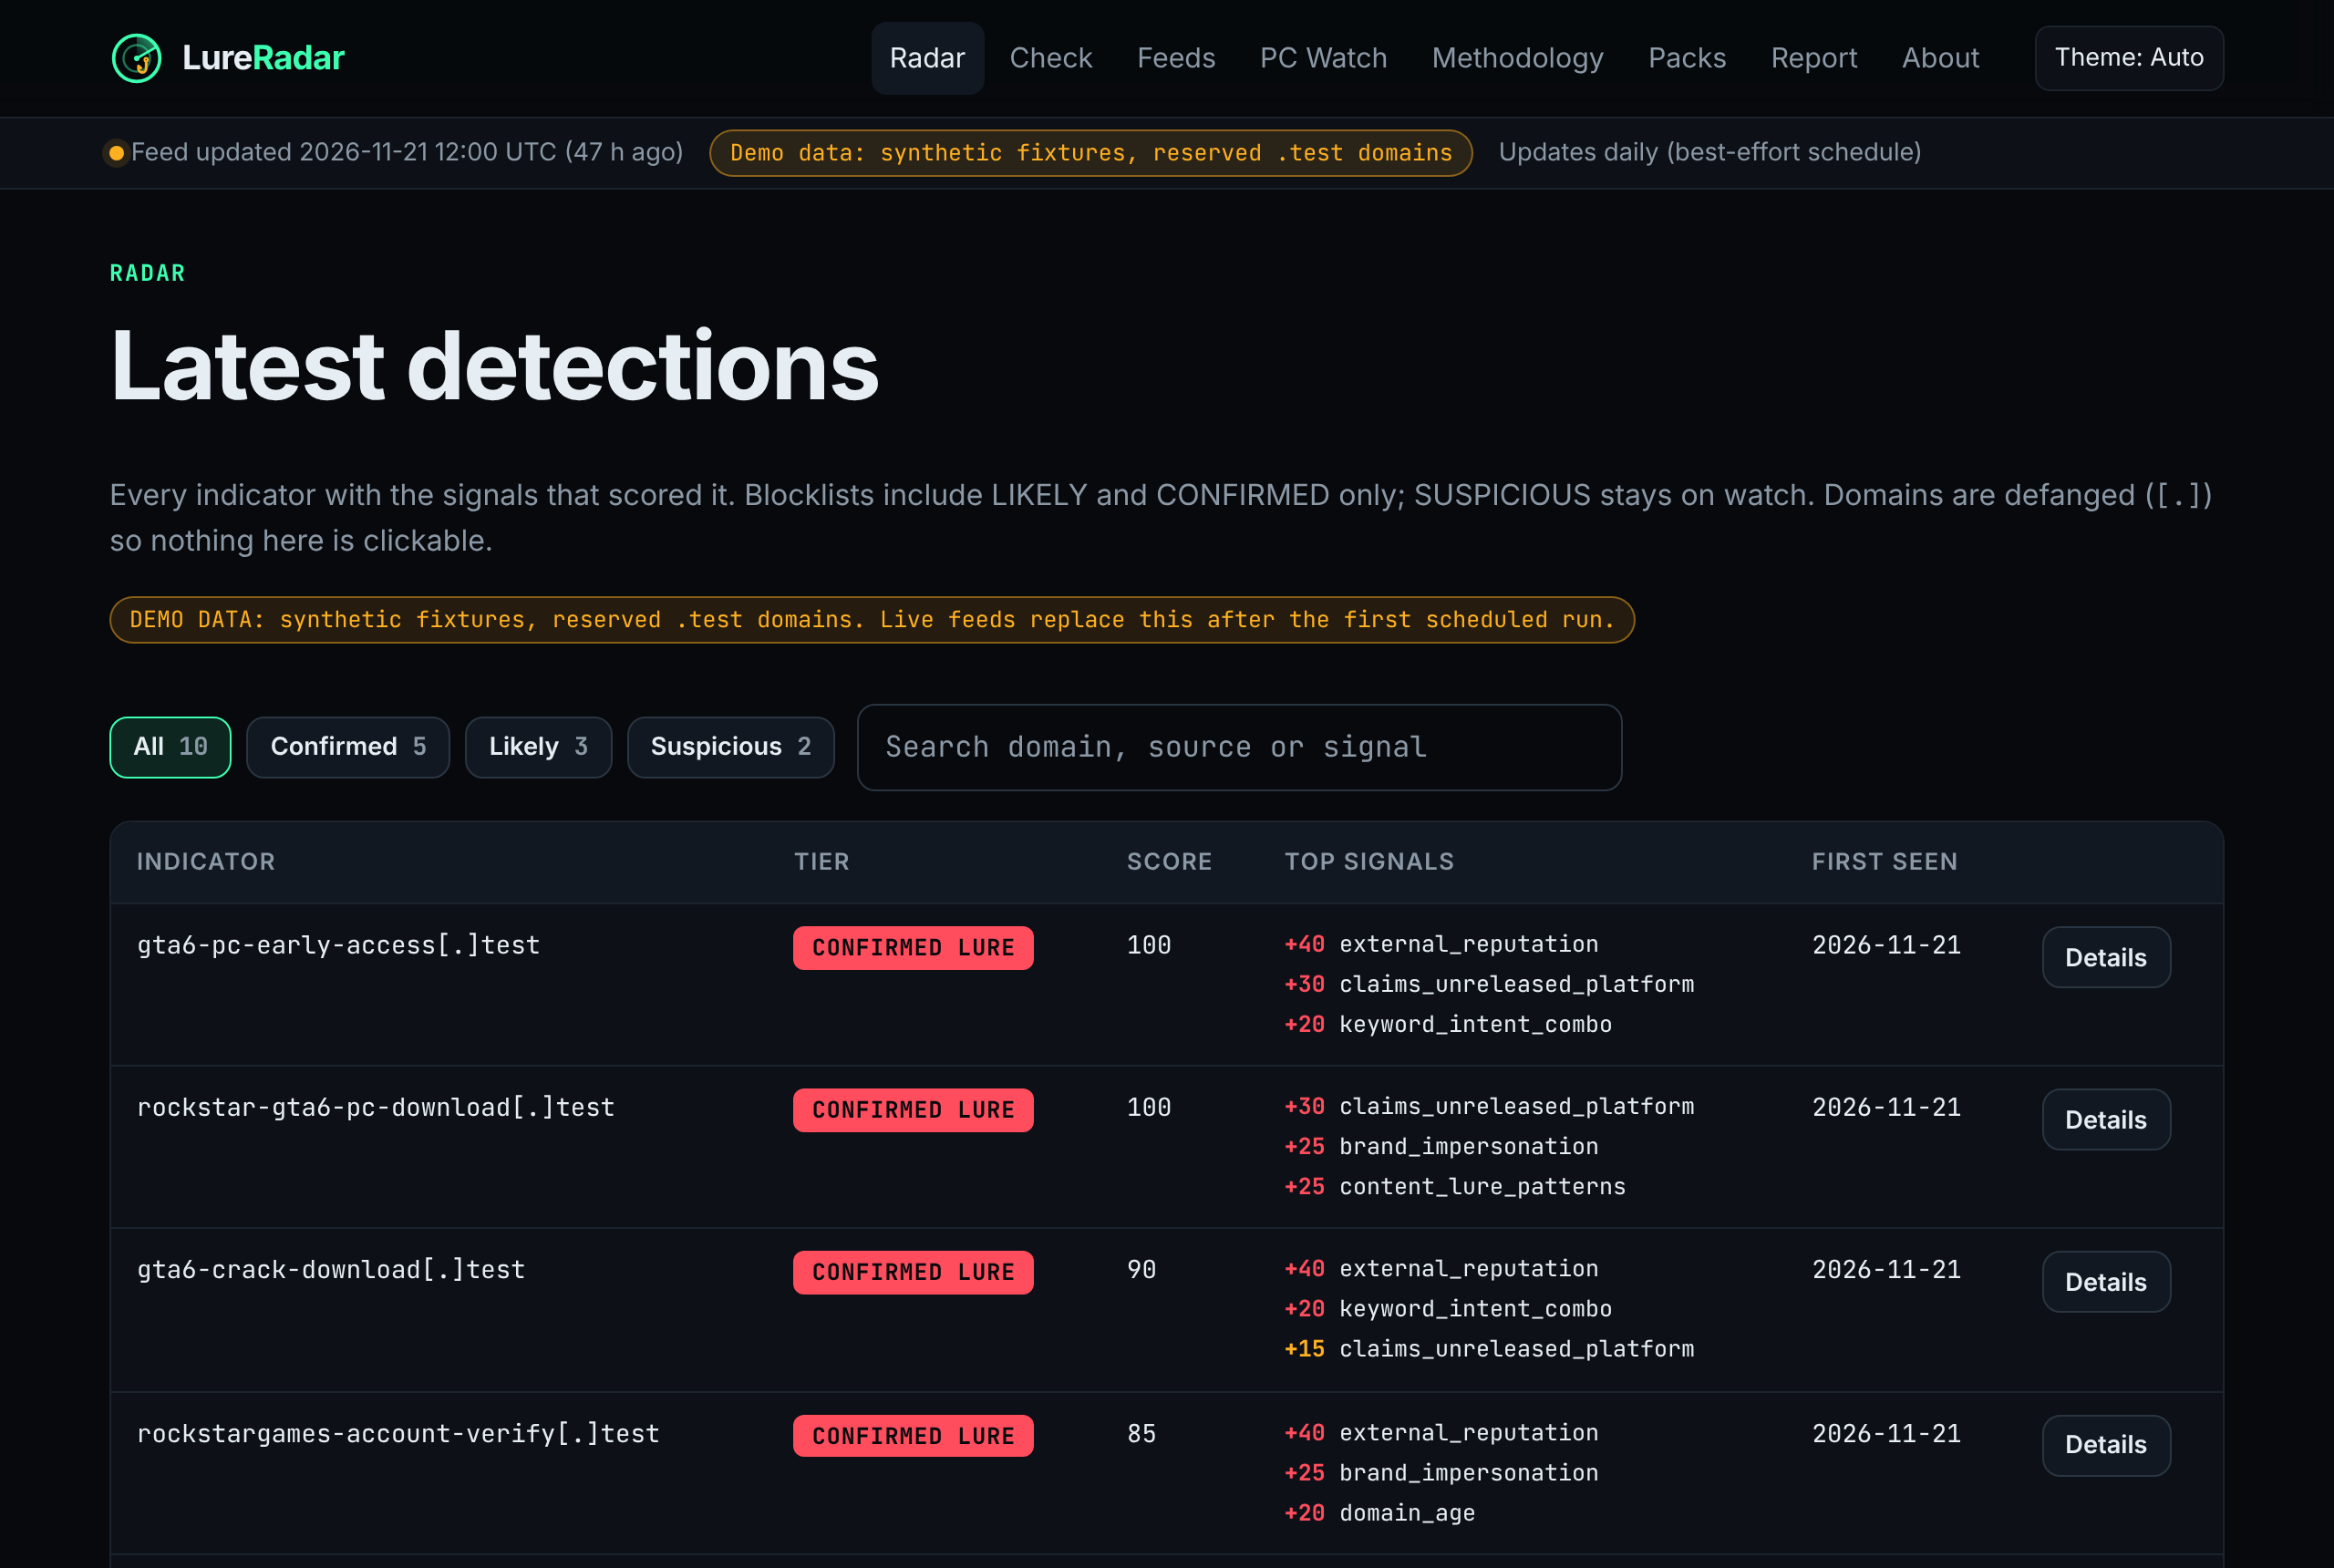 LureRadar
Radar Check Feeds PC Watch Methodology Packs Report About Theme: Auto
Feed updated 2026-11-21 12:00 UTC (47 h ago) Demo data: synthetic fixtures, reserved .test domains Updates daily (best-effort schedule)
RADAR
Latest detections
Every indicator with the signals that scored it. Blocklists include LIKELY and CONFIRMED only; SUSPICIOUS stays on watch. Domains are defanged ([.])
so nothing here is clickable.
DEMO DATA: synthetic fixtures, reserved .test domains. Live feeds replace this after the first scheduled run.
All 10 Confirmed 5 Likely 3 Suspicious 2 Search domain, source or signal
INDICATOR TIER SCORE TOP SIGNALS FIRST SEEN
gta6-pc-early-access[.]test CONFIRMED LURE 100 +40 external_reputation 2026-11-21 Details
+30 claims_unreleased_platform
+20 keyword_intent_combo
rockstar-gta6-pc-download[.]test CONFIRMED LURE 100 +30 claims_unreleased_platform 2026-11-21 Details
+25 brand_impersonation
+25 content_lure_patterns
gta6-crack-download[.]test CONFIRMED LURE 90 +40 external_reputation 2026-11-21 Details
+20 keyword_intent_combo
+15 claims_unreleased_platform
rockstargames-account-verify[.]test CONFIRMED LURE 85 +40 external_reputation 2026-11-21 Details
+25 brand_impersonation
+20 domain_age